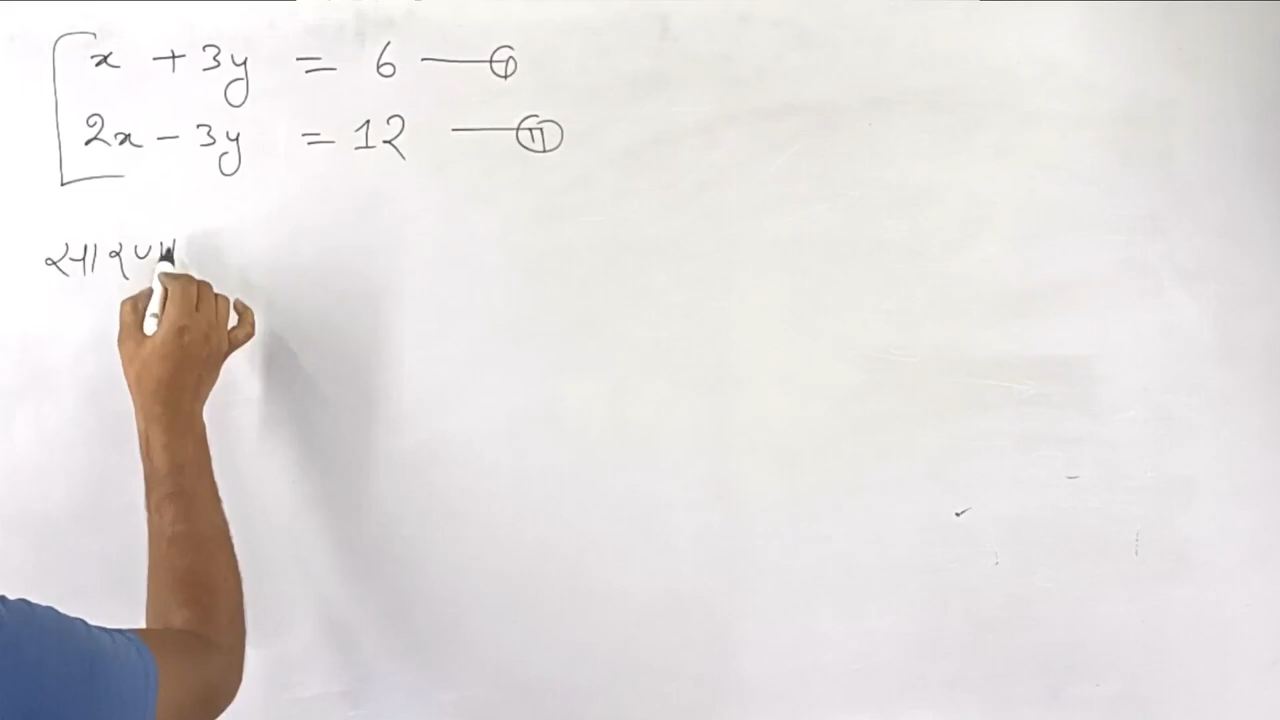 x + 3y = 6 —— I
2x - 3y = 12 —— II